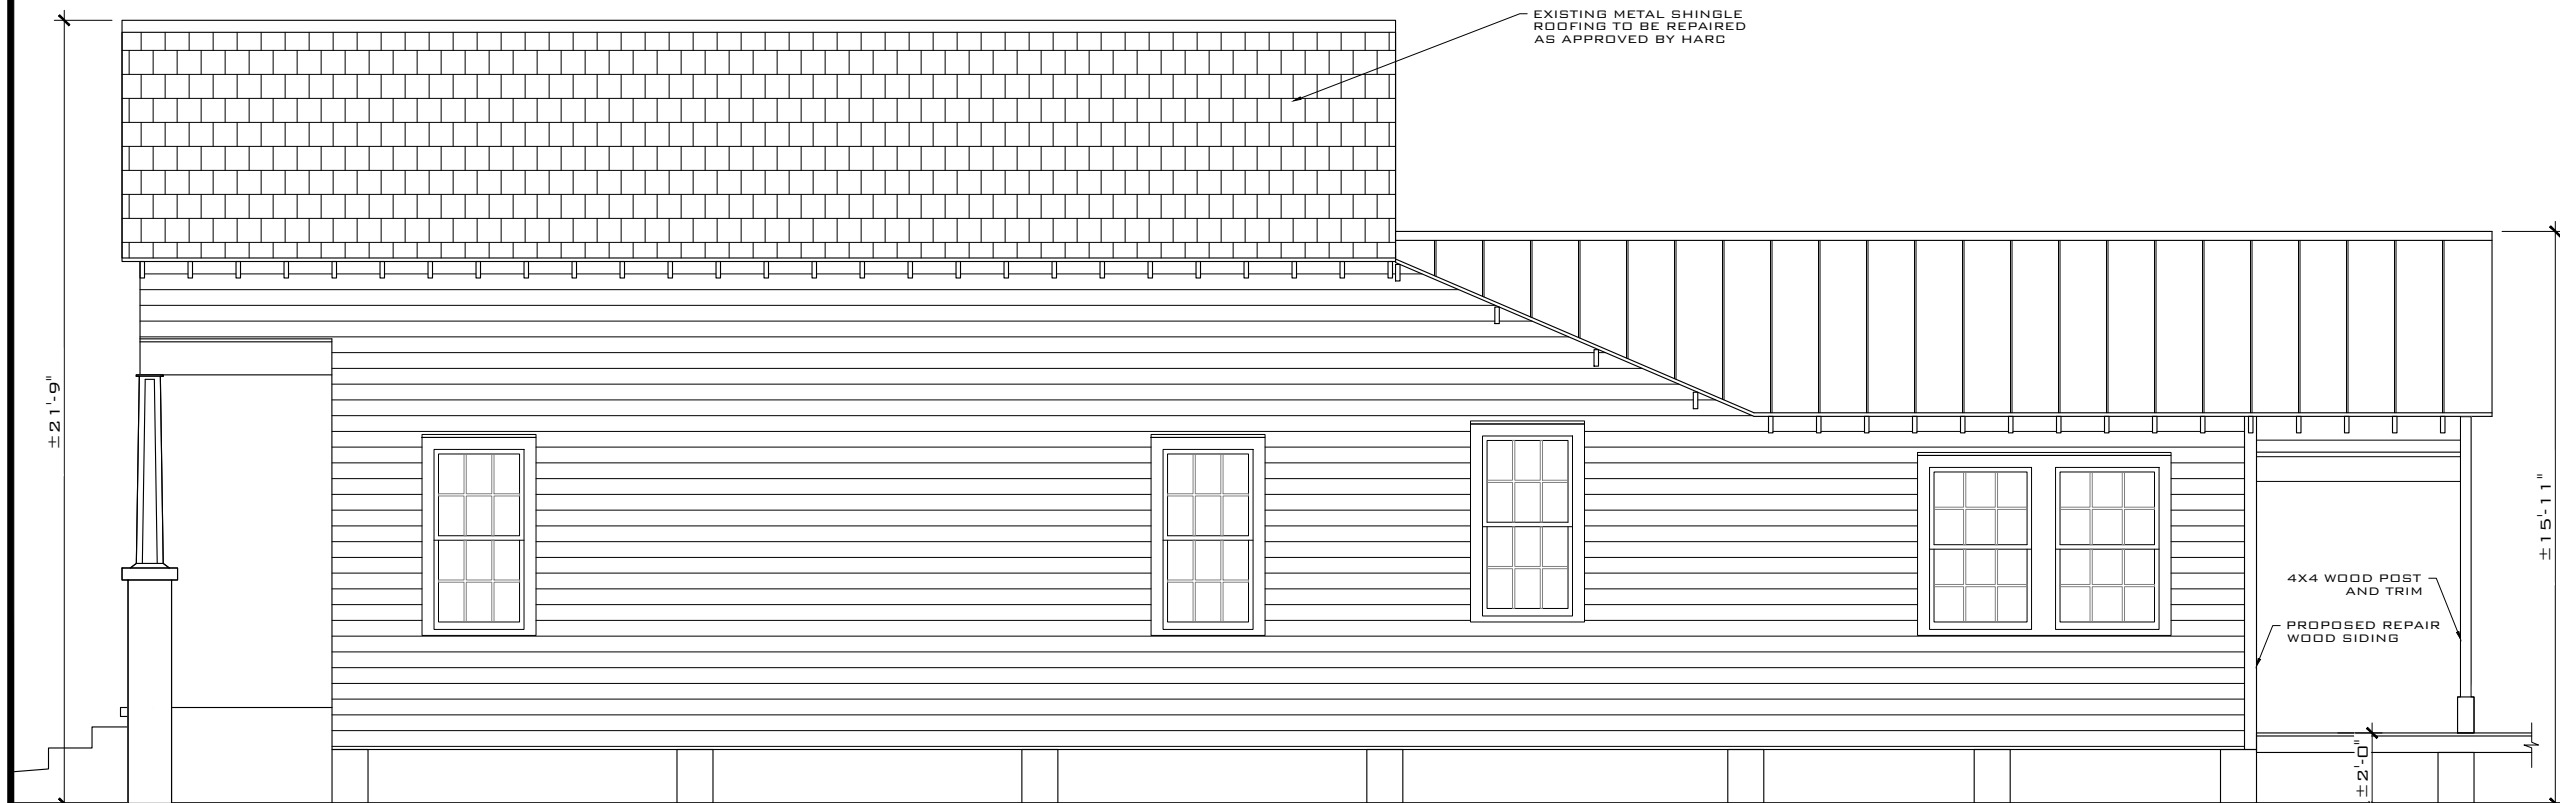 EXISTING METAL SHINGLE
ROOFING TO BE REPAIRED
AS APPROVED BY HARC
±21'-9"
±15'-11"
4X4 WOOD POST
AND TRIM
PROPOSED REPAIR
WOOD SIDING
±2'-0"